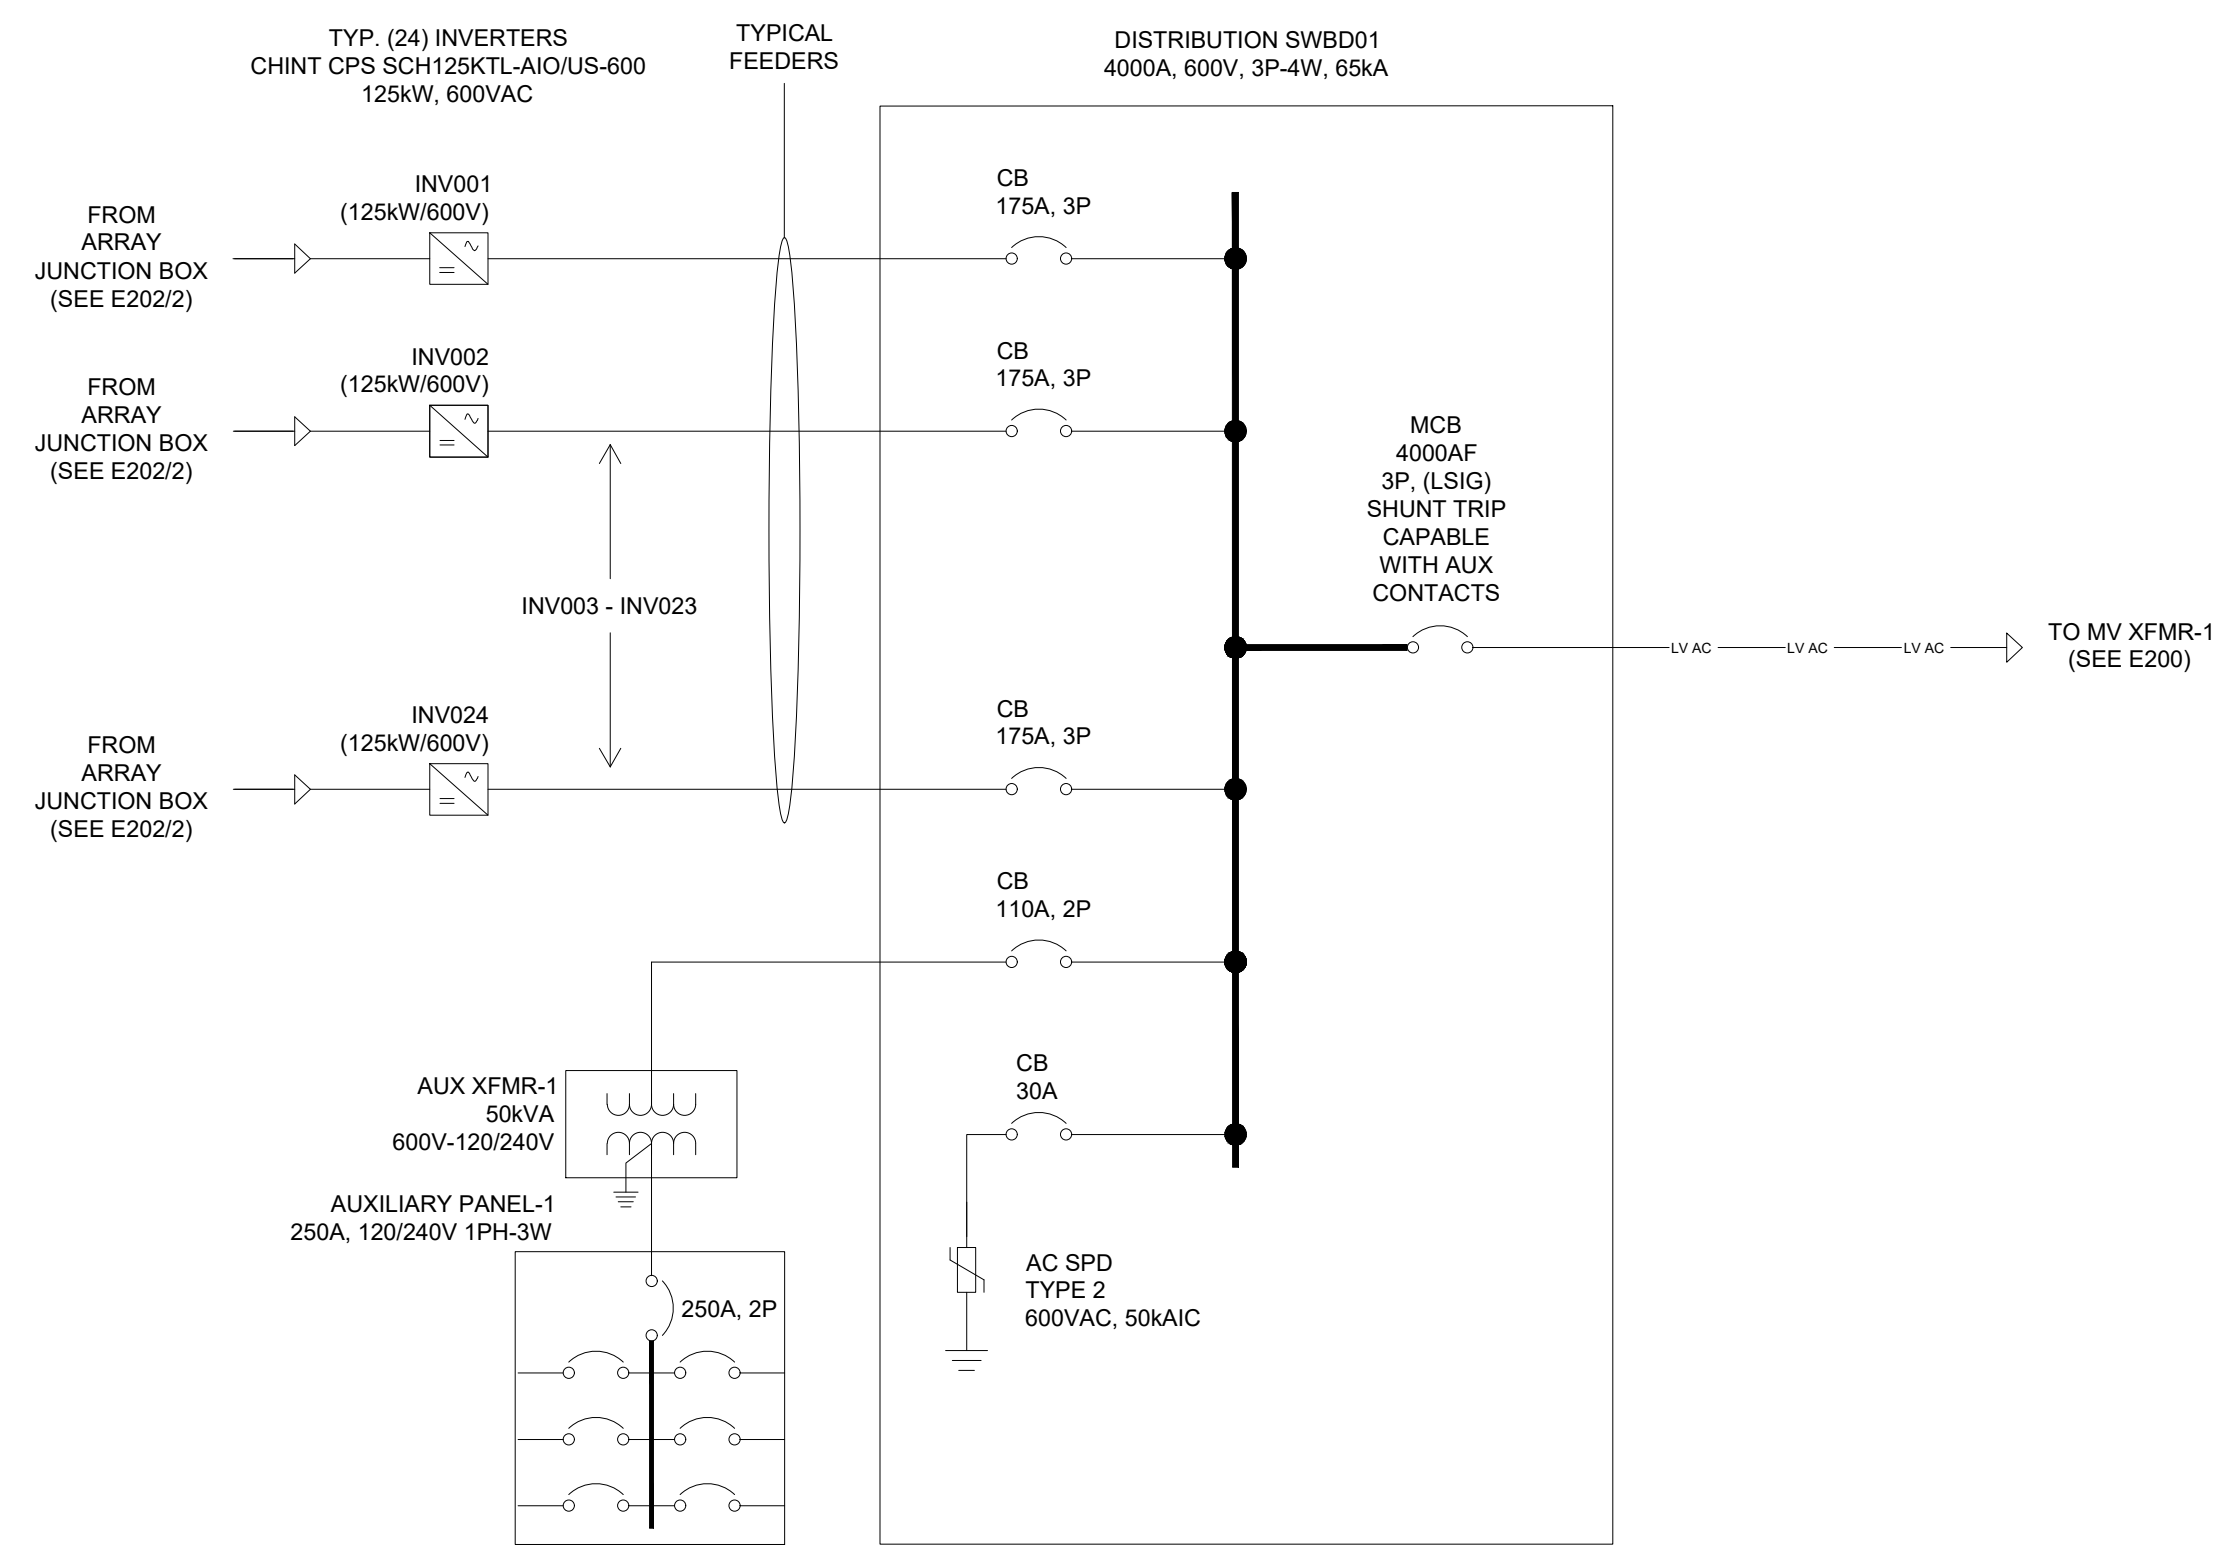 TYP. (24) INVERTERS
CHINT CPS SCH125KTL-AIO/US-600
125kW, 600VAC
TYPICAL
FEEDERS
DISTRIBUTION SWBD01
4000A, 600V, 3P-4W, 65kA
FROM
ARRAY
JUNCTION BOX
(SEE E202/2)
INV001
(125kW/600V)
CB
175A, 3P
FROM
ARRAY
JUNCTION BOX
(SEE E202/2)
INV002
(125kW/600V)
CB
175A, 3P
INV003 - INV023
MCB
4000AF
3P, (LSIG)
SHUNT TRIP
CAPABLE
WITH AUX
CONTACTS
LV AC
LV AC
LV AC
TO MV XFMR-1
(SEE E200)
FROM
ARRAY
JUNCTION BOX
(SEE E202/2)
INV024
(125kW/600V)
CB
175A, 3P
CB
110A, 2P
AUX XFMR-1
50kVA
600V-120/240V
CB
30A
AUXILIARY PANEL-1
250A, 120/240V 1PH-3W
250A, 2P
AC SPD
TYPE 2
600VAC, 50kAIC